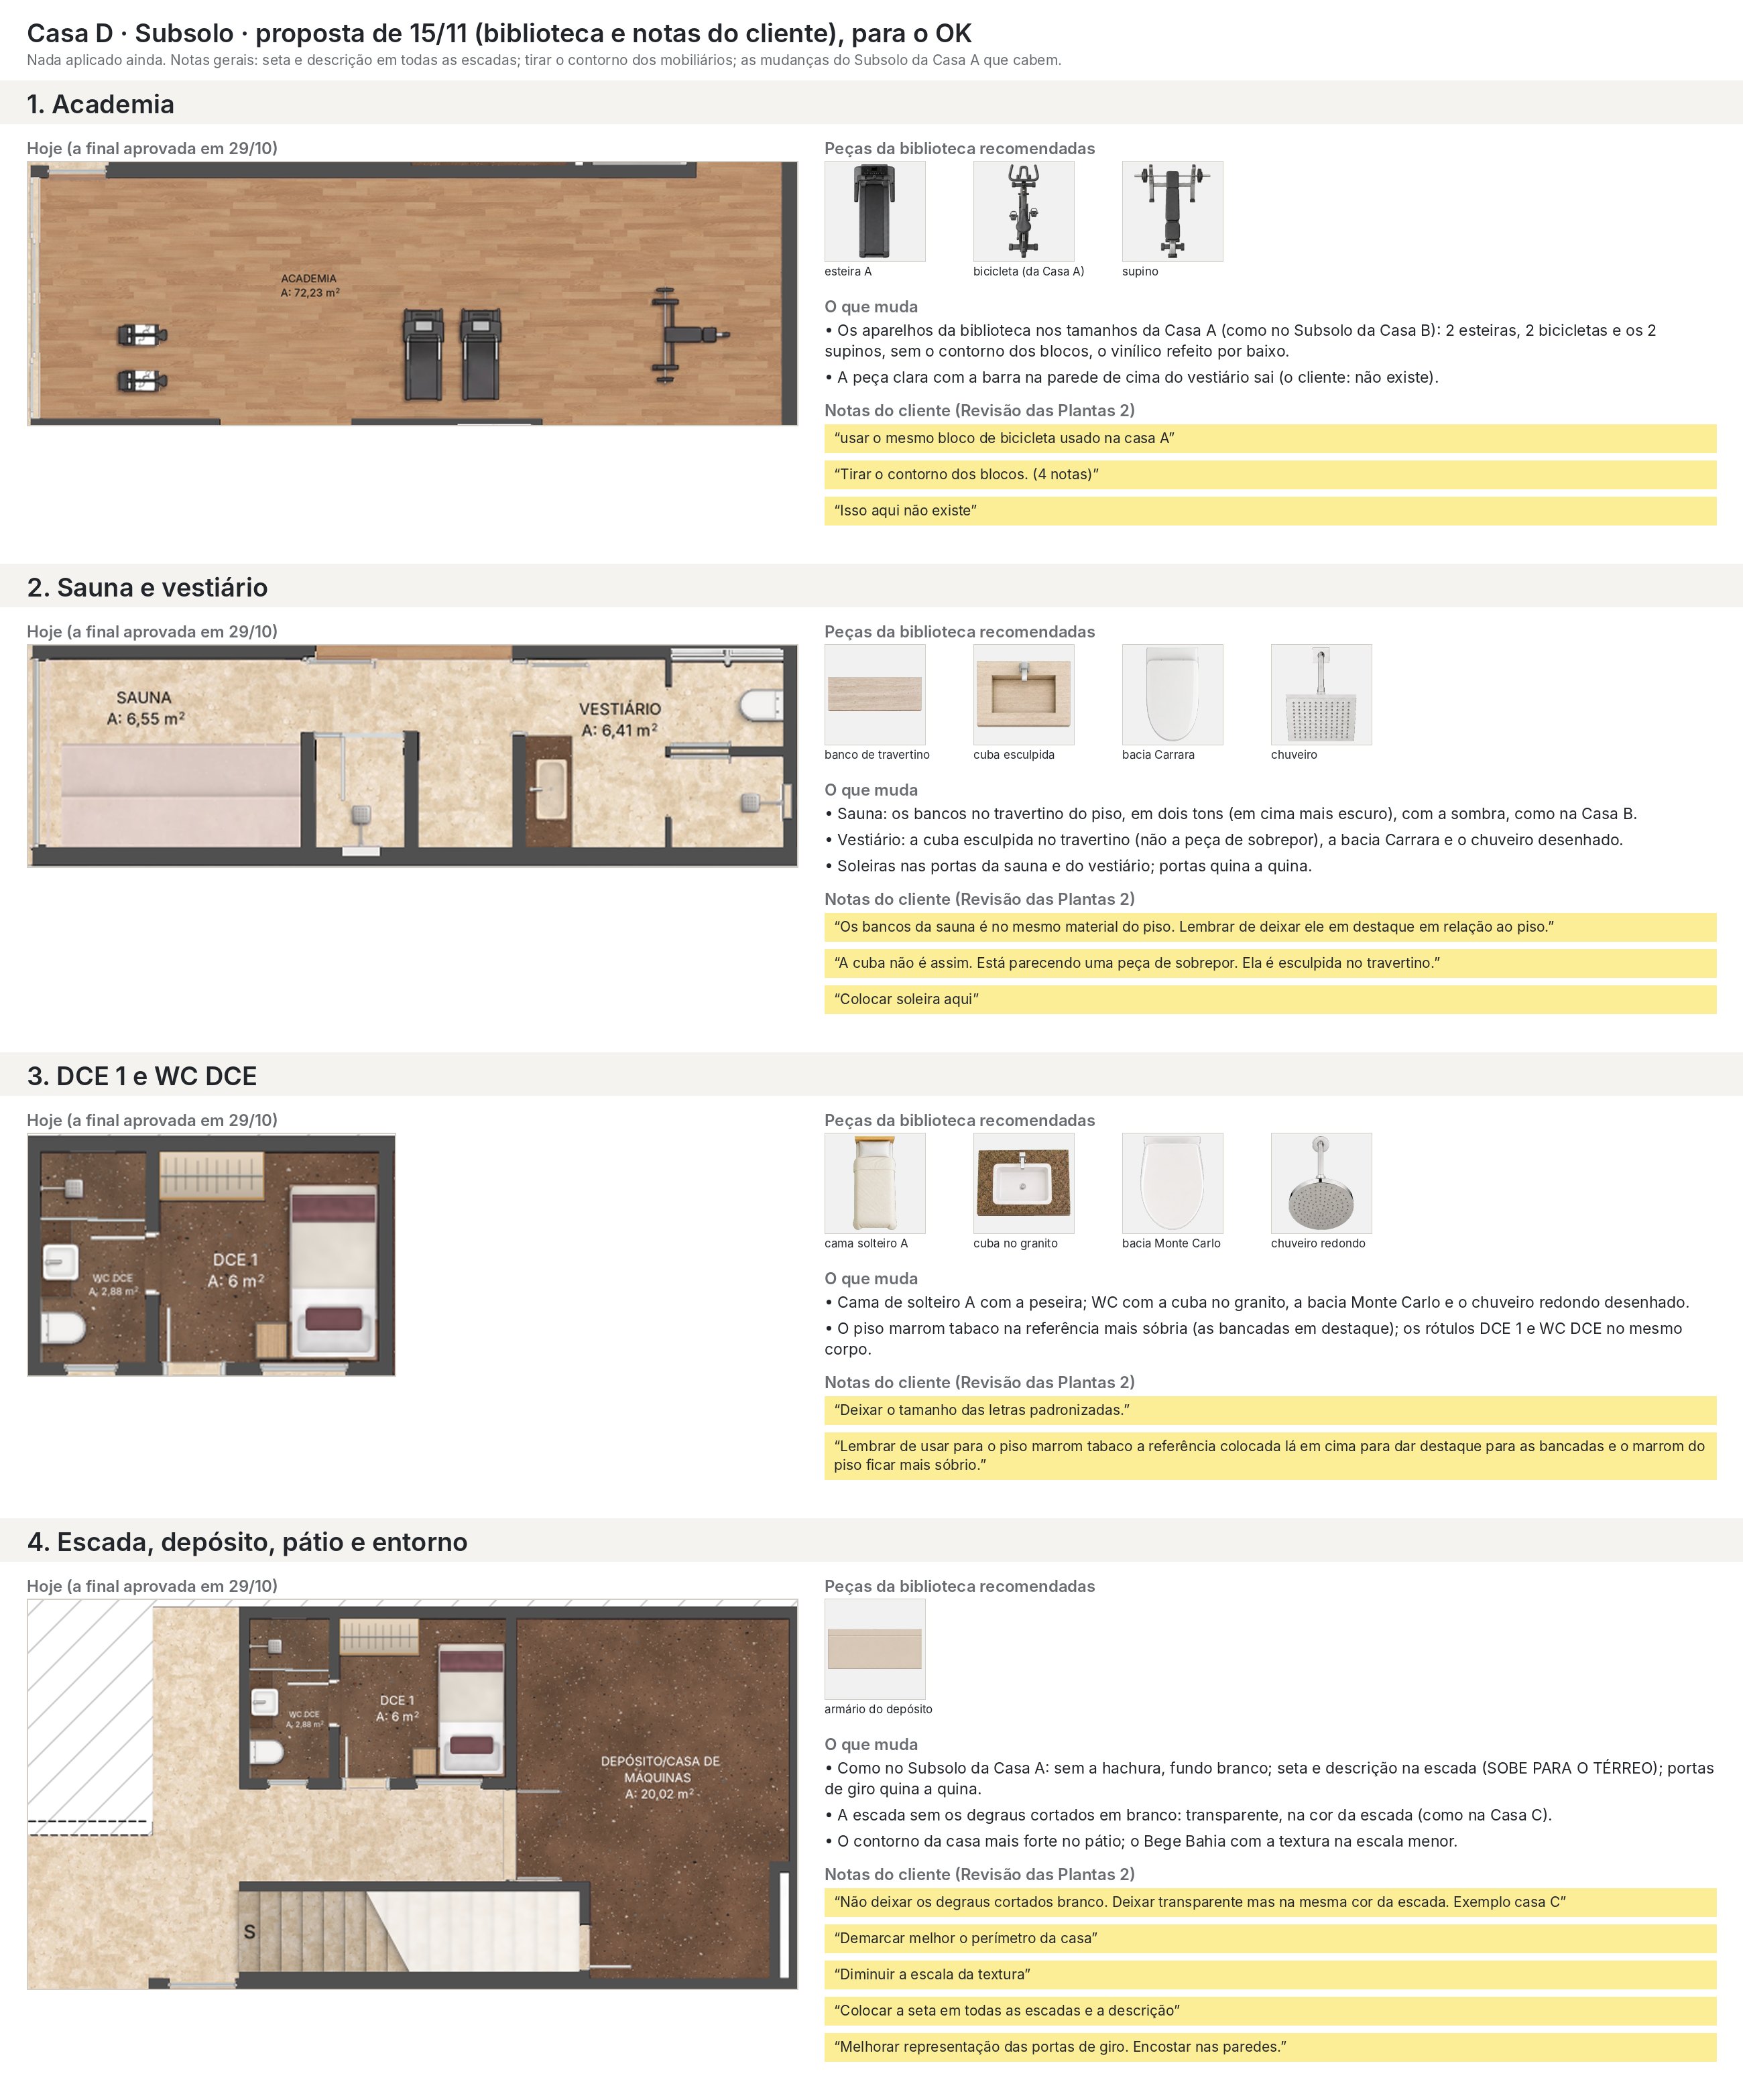 Casa D · Subsolo · proposta de 15/11 (biblioteca e notas do cliente), para o OK
Nada aplicado ainda. Notas gerais: seta e descrição em todas as escadas; tirar o contorno dos mobiliários; as mudanças do Subsolo da Casa A que cabem.
1. Academia
Hoje (a final aprovada em 29/10)
ACADEMIA
A: 72,23 m²
Peças da biblioteca recomendadas
esteira A
bicicleta (da Casa A)
supino
O que muda
• Os aparelhos da biblioteca nos tamanhos da Casa A (como no Subsolo da Casa B): 2 esteiras, 2 bicicletas e os 2
supinos, sem o contorno dos blocos, o vinílico refeito por baixo.
• A peça clara com a barra na parede de cima do vestiário sai (o cliente: não existe).
Notas do cliente (Revisão das Plantas 2)
“usar o mesmo bloco de bicicleta usado na casa A”
“Tirar o contorno dos blocos. (4 notas)”
“Isso aqui não existe”
2. Sauna e vestiário
Hoje (a final aprovada em 29/10)
SAUNA
A: 6,55 m²
VESTIÁRIO
A: 6,41 m²
Peças da biblioteca recomendadas
banco de travertino
cuba esculpida
bacia Carrara
chuveiro
O que muda
• Sauna: os bancos no travertino do piso, em dois tons (em cima mais escuro), com a sombra, como na Casa B.
• Vestiário: a cuba esculpida no travertino (não a peça de sobrepor), a bacia Carrara e o chuveiro desenhado.
• Soleiras nas portas da sauna e do vestiário; portas quina a quina.
Notas do cliente (Revisão das Plantas 2)
“Os bancos da sauna é no mesmo material do piso. Lembrar de deixar ele em destaque em relação ao piso.”
“A cuba não é assim. Está parecendo uma peça de sobrepor. Ela é esculpida no travertino.”
“Colocar soleira aqui”
3. DCE 1 e WC DCE
Hoje (a final aprovada em 29/10)
DCE 1
A: 6 m²
WC DCE
A, 2,88 m²
Peças da biblioteca recomendadas
cama solteiro A
cuba no granito
bacia Monte Carlo
chuveiro redondo
O que muda
• Cama de solteiro A com a peseira; WC com a cuba no granito, a bacia Monte Carlo e o chuveiro redondo desenhado.
• O piso marrom tabaco na referência mais sóbria (as bancadas em destaque); os rótulos DCE 1 e WC DCE no mesmo
corpo.
Notas do cliente (Revisão das Plantas 2)
“Deixar o tamanho das letras padronizadas.”
“Lembrar de usar para o piso marrom tabaco a referência colocada lá em cima para dar destaque para as bancadas e o marrom do
piso ficar mais sóbrio.”
4. Escada, depósito, pátio e entorno
Hoje (a final aprovada em 29/10)
DCE 1
A: 6 m²
WC DCE
A, 2,88 m²
DEPÓSITO/CASA DE
MÁQUINAS
A: 20,02 m²
S
Peças da biblioteca recomendadas
armário do depósito
O que muda
• Como no Subsolo da Casa A: sem a hachura, fundo branco; seta e descrição na escada (SOBE PARA O TÉRREO); portas
de giro quina a quina.
• A escada sem os degraus cortados em branco: transparente, na cor da escada (como na Casa C).
• O contorno da casa mais forte no pátio; o Bege Bahia com a textura na escala menor.
Notas do cliente (Revisão das Plantas 2)
“Não deixar os degraus cortados branco. Deixar transparente mas na mesma cor da escada. Exemplo casa C”
“Demarcar melhor o perímetro da casa”
“Diminuir a escala da textura”
“Colocar a seta em todas as escadas e a descrição”
“Melhorar representação das portas de giro. Encostar nas paredes.”